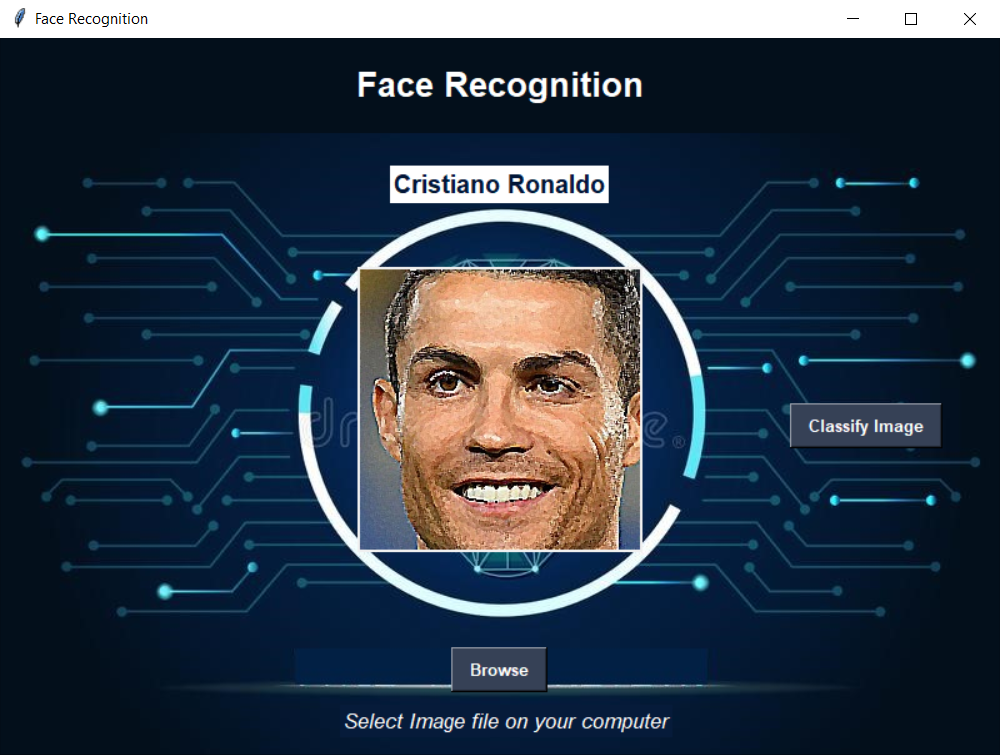 Face Recognition
Face Recognition
Cristiano Ronaldo
Classify Image
Browse
Select Image file on your computer